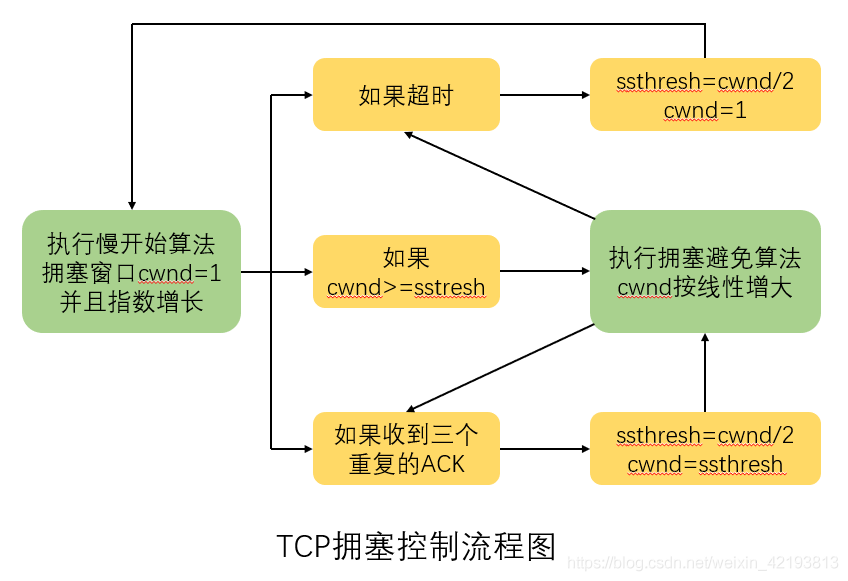 如果超时
ssthresh=cwnd/2
cwnd=1
执行慢开始算法
拥塞窗口cwnd=1
并且指数增长
如果
cwnd>=sstresh
执行拥塞避免算法
cwnd按线性增大
如果收到三个
重复的ACK
ssthresh=cwnd/2
cwnd=ssthresh
TCP拥塞控制流程图
https://blog.csdn.net/weixin_42193813